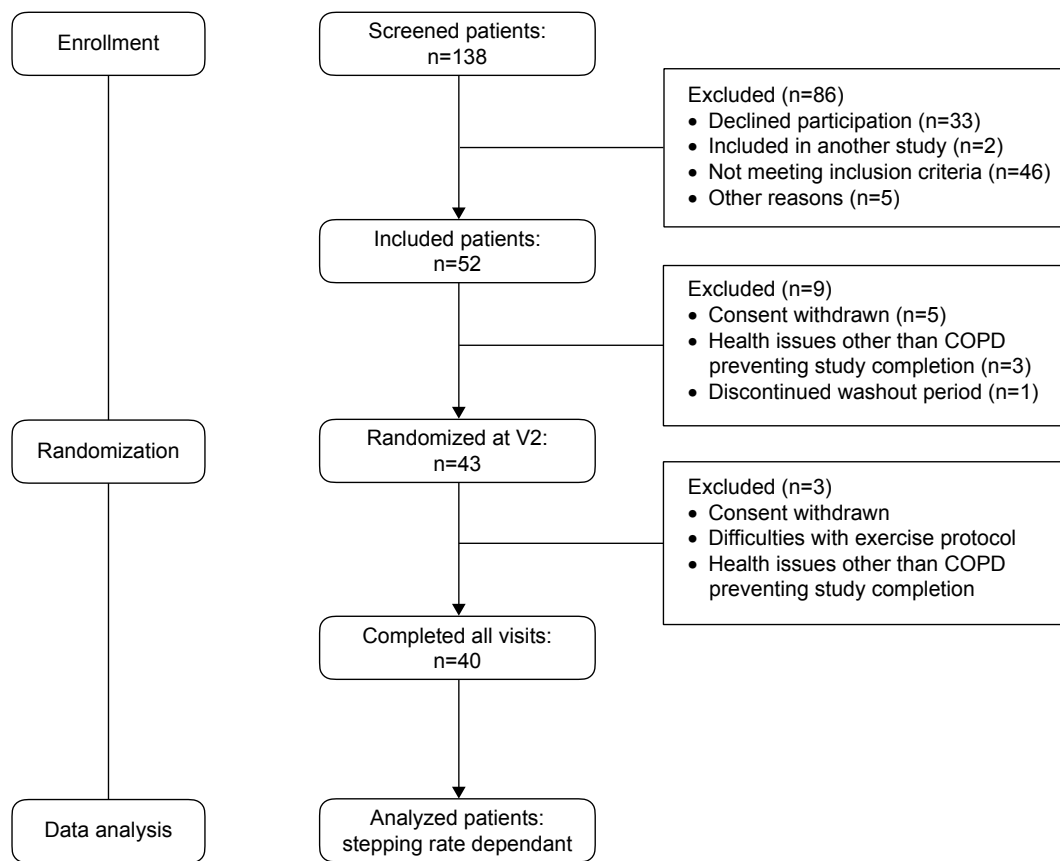 Enrollment
Screened patients:
n=138
Excluded (n=86)
• Declined participation (n=33)
• Included in another study (n=2)
• Not meeting inclusion criteria (n=46)
• Other reasons (n=5)
Included patients:
n=52
Excluded (n=9)
• Consent withdrawn (n=5)
• Health issues other than COPD
preventing study completion (n=3)
• Discontinued washout period (n=1)
Randomization
Randomized at V2:
n=43
Excluded (n=3)
• Consent withdrawn
• Difficulties with exercise protocol
• Health issues other than COPD
preventing study completion
Completed all visits:
n=40
Data analysis
Analyzed patients:
stepping rate dependant